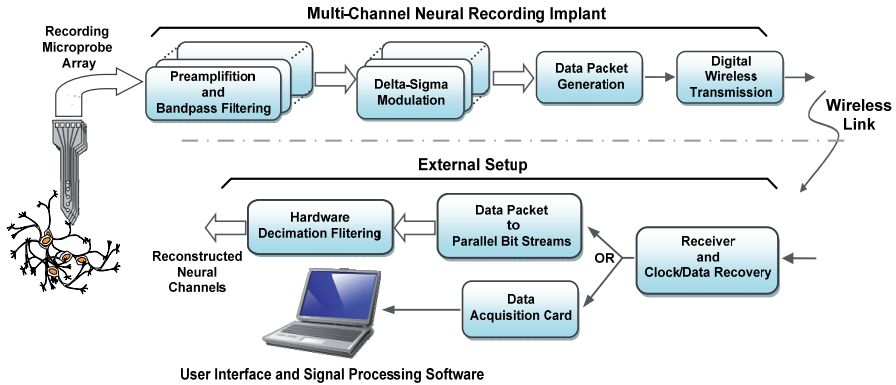 Multi-Channel Neural Recording Implant
Recording
Microprobe
Array
Preamplifition
and
Bandpass Filtering
Delta-Sigma
Modulation
Data Packet
Generation
Digital
Wireless
Transmission
Wireless
Link
External Setup
Reconstructed
Neural
Channels
Hardware
Decimation Flitering
Data Packet
to
Parallel Bit Streams
OR
Receiver
and
Clock/Data Recovery
Data
Acquisition Card
User Interface and Signal Processing Software